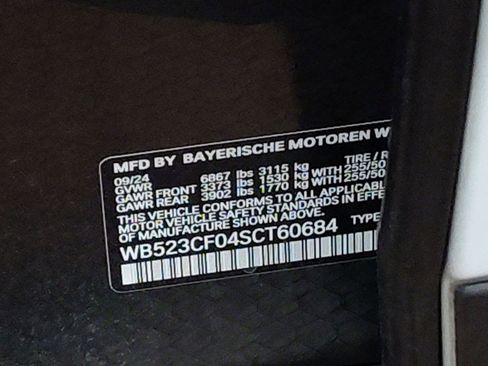 MFD BY BAYERISCHE MOTOREN W
09/24 TIRE / R
GVWR 6867 lbs 3115 kg
GAWR FRONT 3373 lbs 1530 kg WITH 255/50
GAWR REAR 3902 lbs 1770 kg WITH 255/50
THIS VEHICLE CONFORMS TO ALL APPLICABLE
MOTOR VEHICLE SAFETY STANDARDS IN EFFE
OF MANUFACTURE SHOWN ABOVE.
WB523CF04SCT60684 TYPE